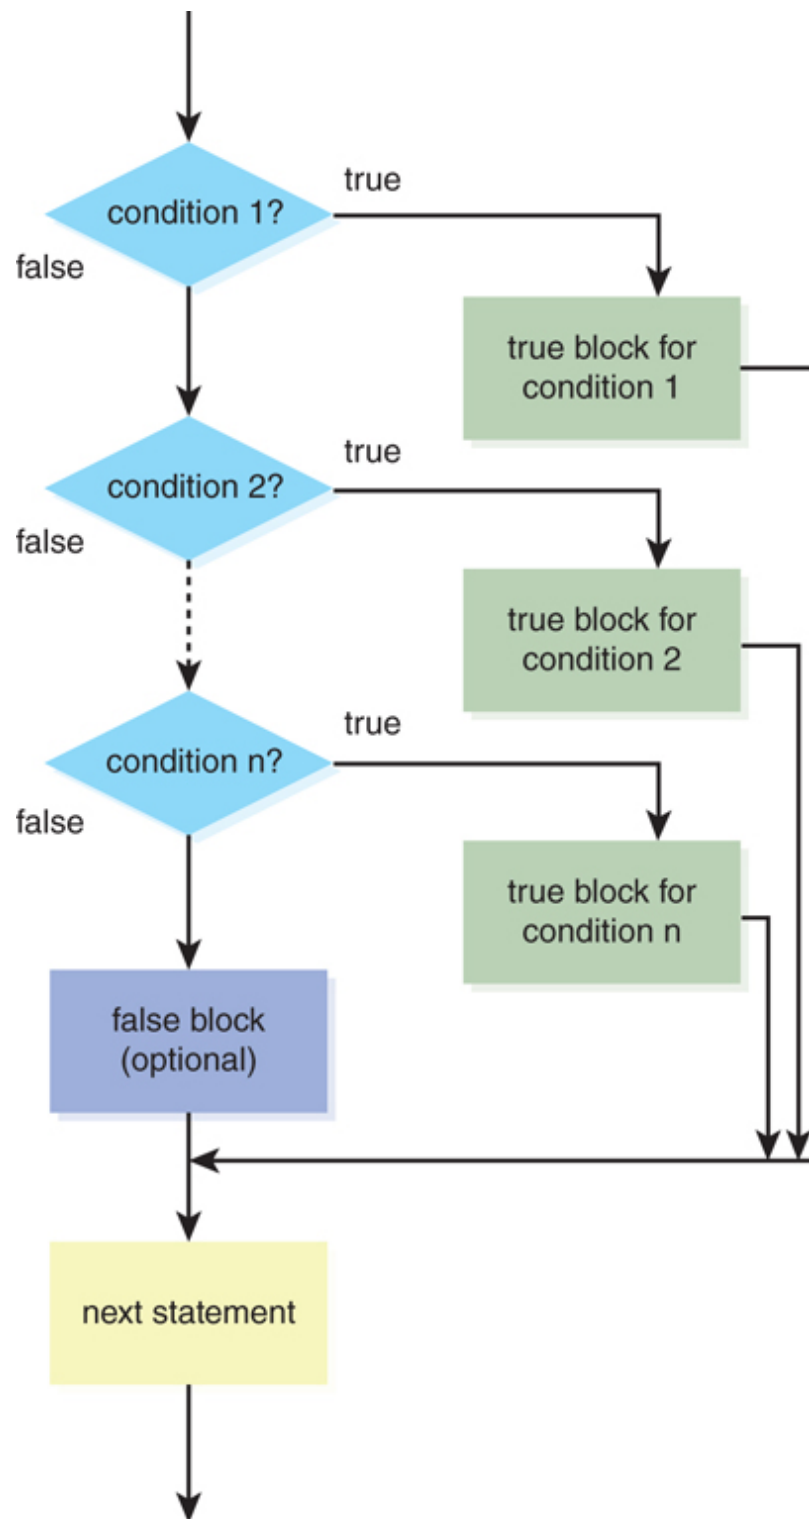 true
condition 1?
false
true block for
condition 1
true
condition 2?
false
true block for
condition 2
true
condition n?
false
true block for
condition n
false block
(optional)
next statement